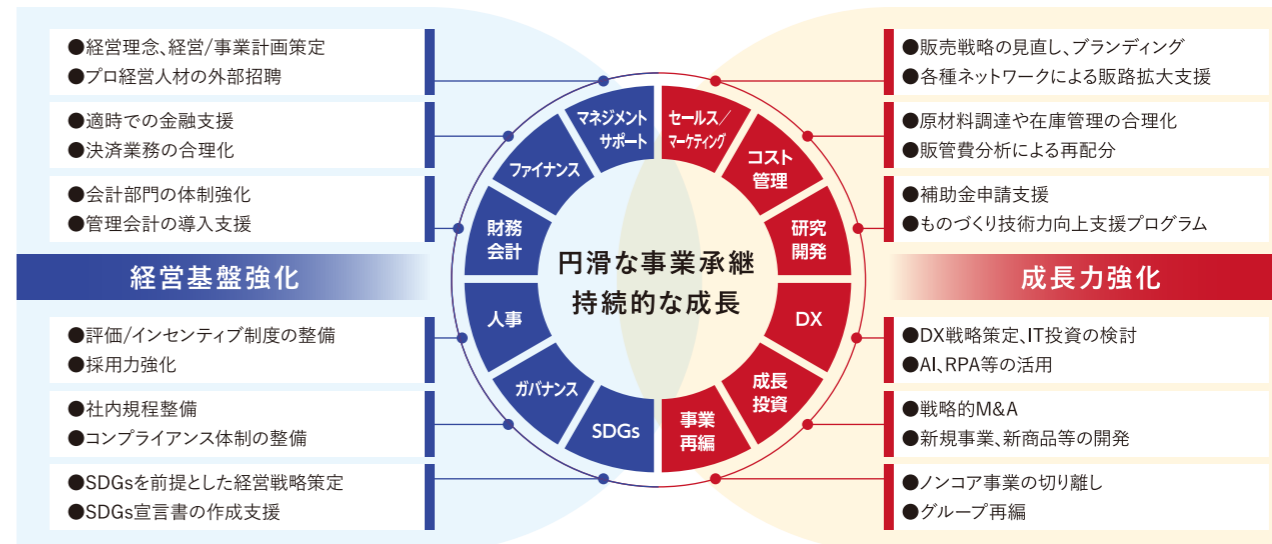 ●経営理念、経営/事業計画策定
●プロ経営人材の外部招聘
●適時での金融支援
●決済業務の合理化
●会計部門の体制強化
●管理会計の導入支援
経営基盤強化
●評価/インセンティブ制度の整備
●採用力強化
●社内規程整備
●コンプライアンス体制の整備
●SDGsを前提とした経営戦略策定
●SDGs宣言書の作成支援
マネジメント
サポート
ファイナンス
財務
会計
人事
ガバナンス
SDGs
円滑な事業承継
持続的な成長
セールス/
マーケティング
コスト
管理
研究
開発
DX
成長
投資
事業
再編
●販売戦略の見直し、ブランディング
●各種ネットワークによる販路拡大支援
●原材料調達や在庫管理の合理化
●販管費分析による再配分
●補助金申請支援
●ものづくり技術力向上支援プログラム
成長力強化
●DX戦略策定、IT投資の検討
●AI、RPA等の活用
●戦略的M&A
●新規事業、新商品等の開発
●ノンコア事業の切り離し
●グループ再編